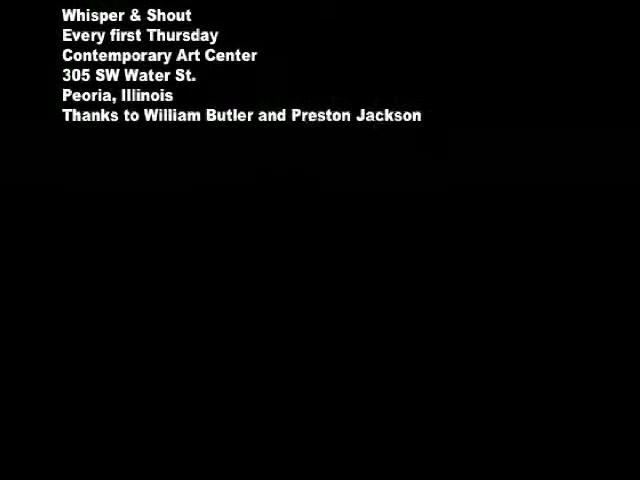 Whisper & Shout
Every first Thursday
Contemporary Art Center
305 SW Water St.
Peoria, Illinois
Thanks to William Butler and Preston Jackson